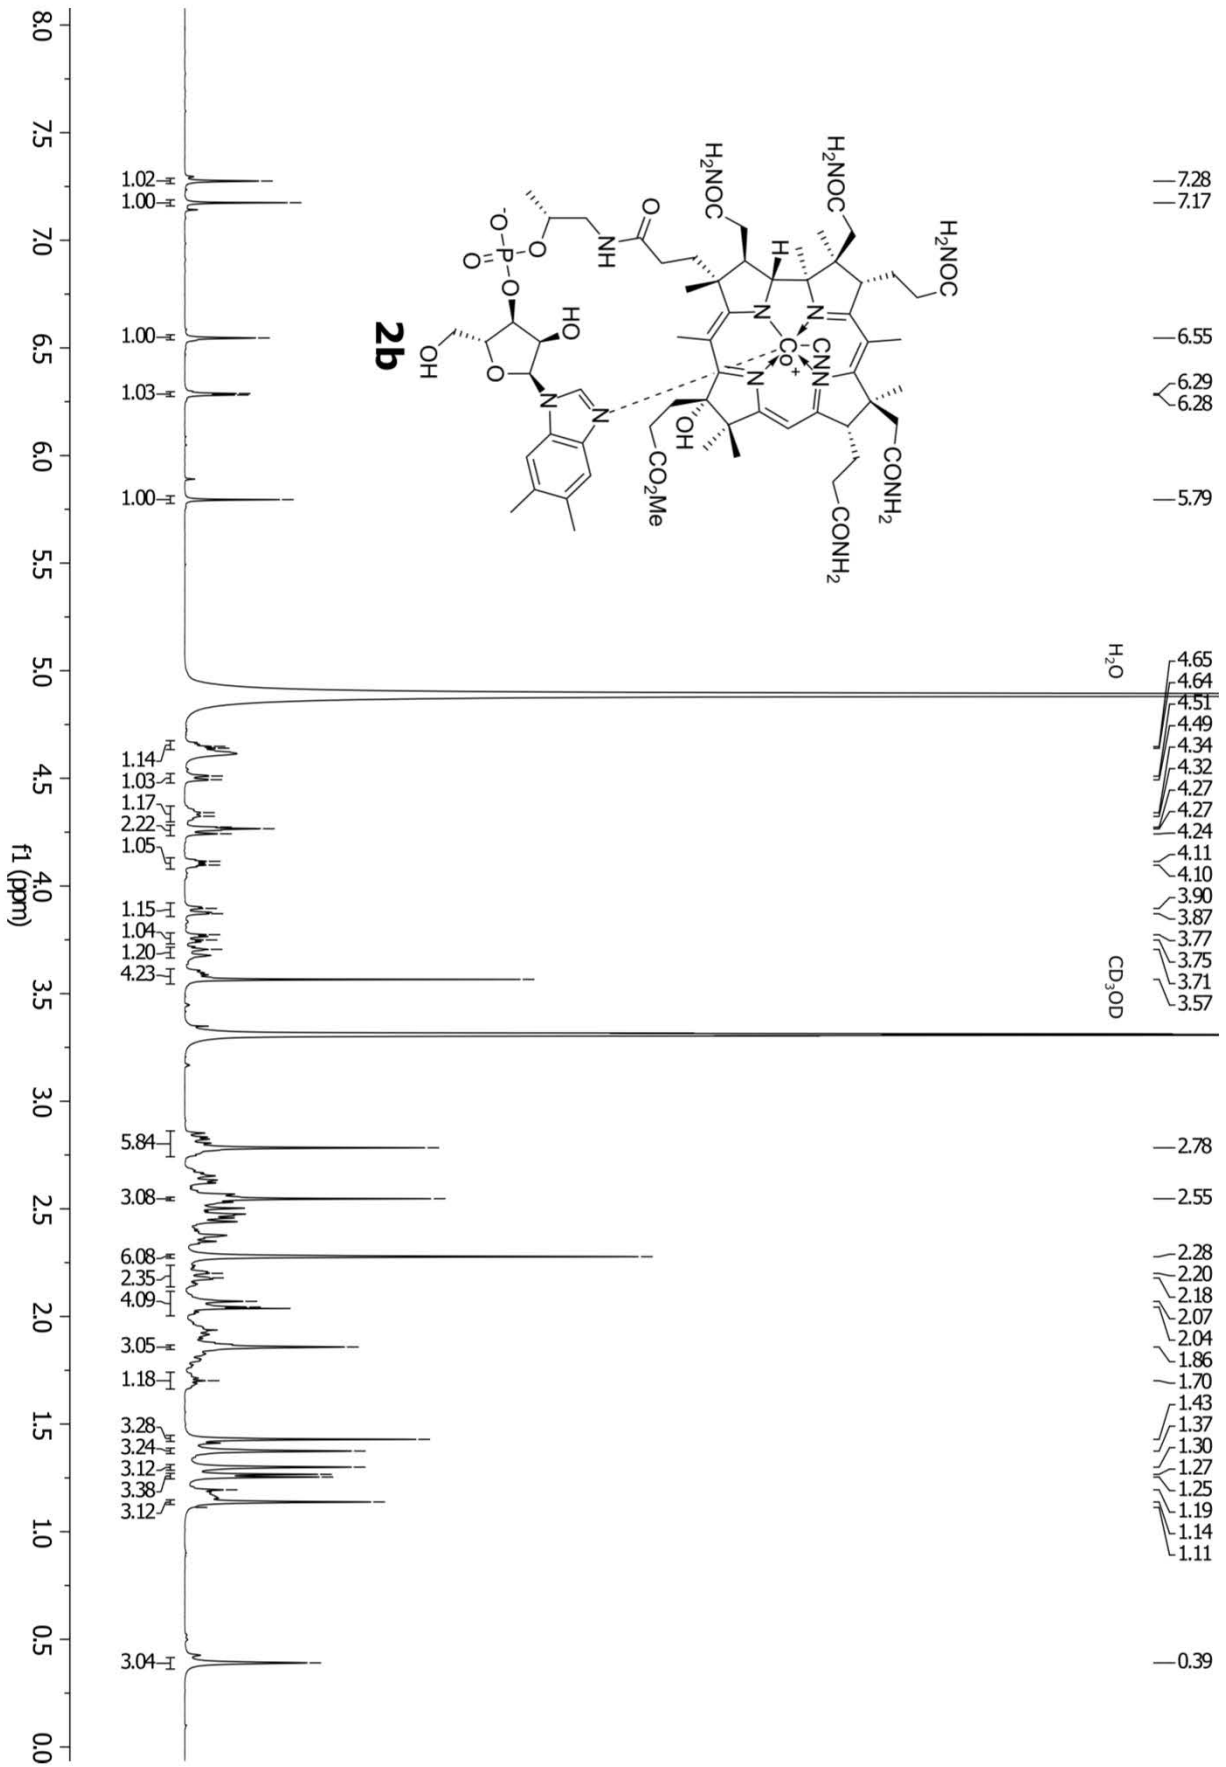 7.28
7.17
6.55
6.29
6.28
5.79
4.65
4.64
4.51
4.49
4.34
4.32
4.27
4.27
4.24
4.11
4.10
3.90
3.87
3.77
3.75
3.71
3.57
2.78
2.55
2.28
2.20
2.18
2.07
2.04
1.86
1.70
1.43
1.37
1.30
1.27
1.25
1.19
1.14
1.11
0.39
H₂O
CD₃OD
H₂NOC
H₂NOC
CONH₂
H₂NOC
H
N
N
CN
Co⁺
N
N
CONH₂
O
NH
O
⁻O
P
O
O
HO
OH
CO₂Me
N
N
O
OH
2b
1.02
1.00
1.00
1.03
1.00
1.14
1.03
1.17
2.22
1.05
1.15
1.04
1.20
4.23
5.84
3.08
6.08
2.35
4.09
3.05
1.18
3.28
3.24
3.12
3.38
3.12
3.04
8.0 7.5 7.0 6.5 6.0 5.5 5.0 4.5 4.0 3.5 3.0 2.5 2.0 1.5 1.0 0.5 0.0
f1 (ppm)